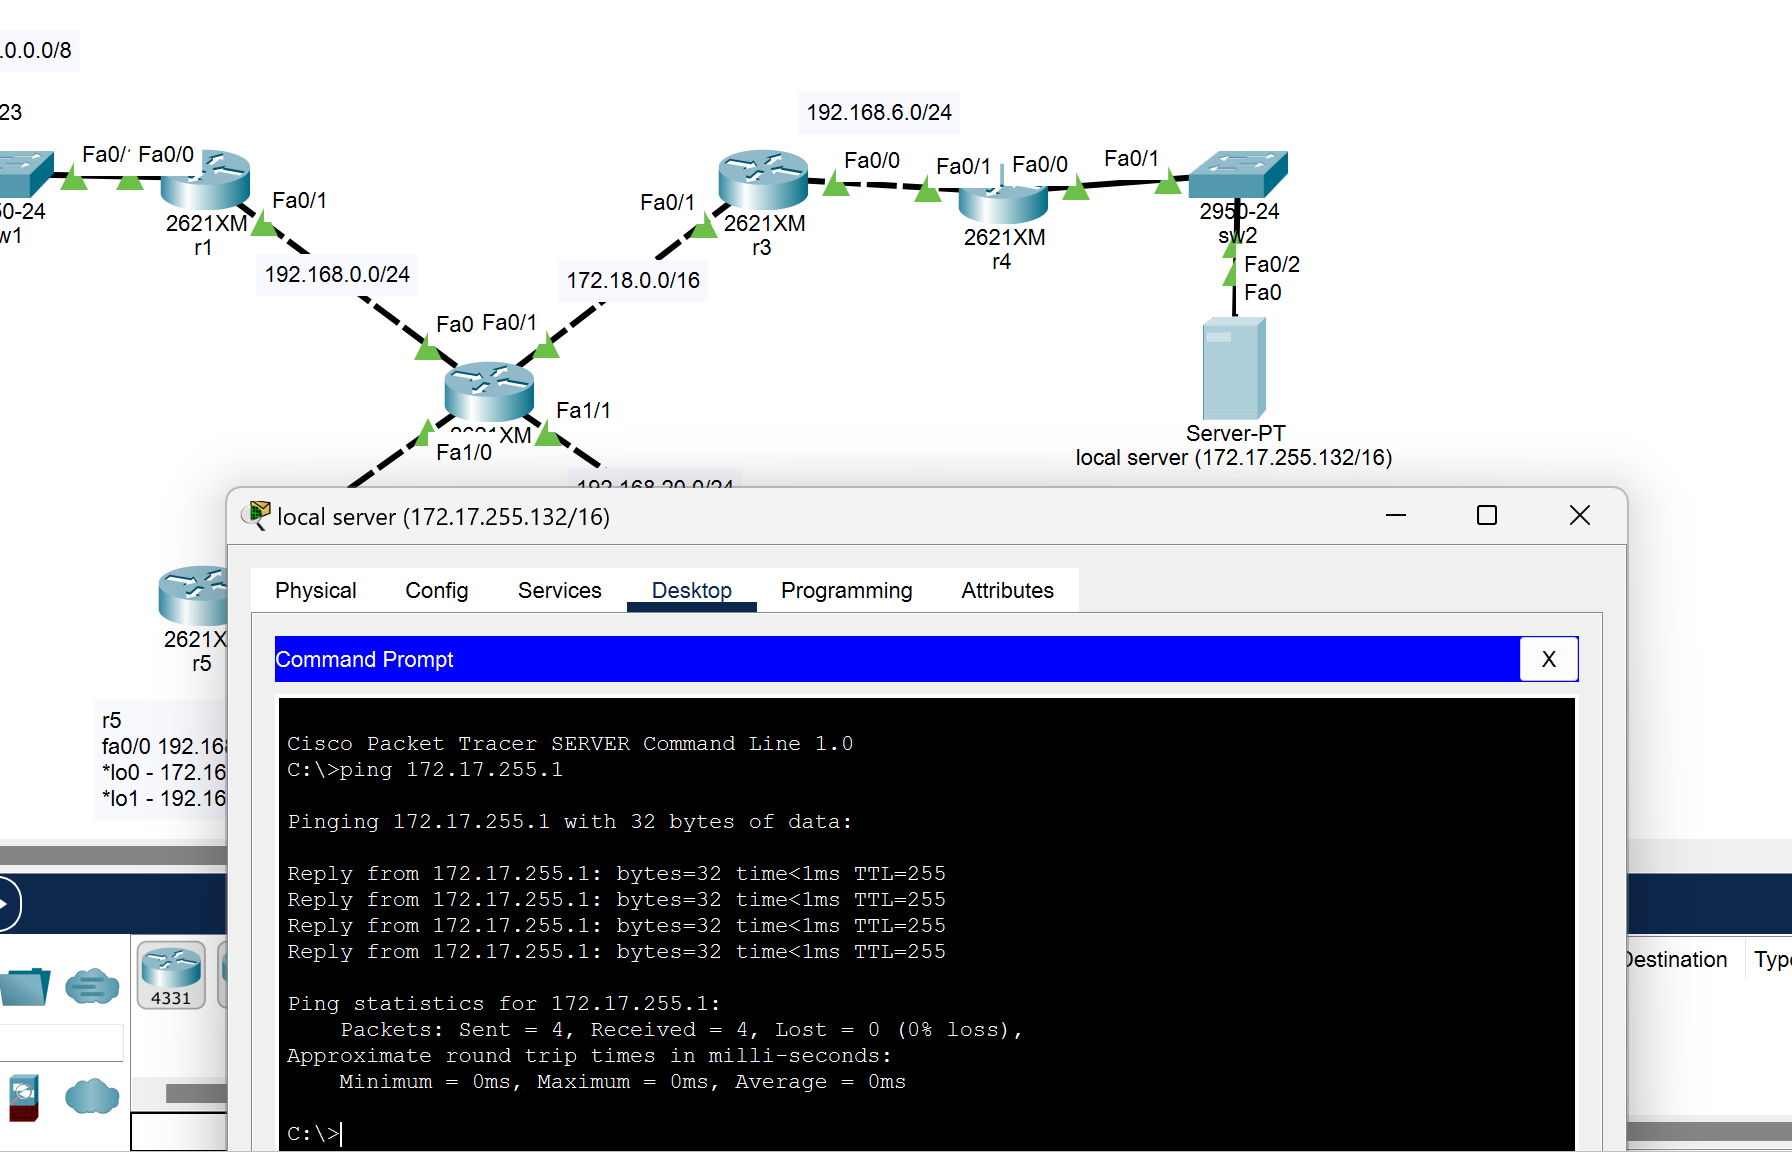 .0.0.0/8
23
192.168.6.0/24
Fa0/1 Fa0/0
Fa0/1
2621XM
r1
50-24
w1
192.168.0.0/24
Fa0/0
Fa0/1
Fa0/0
Fa0/1
Fa0/1
2621XM
r3
2621XM
r4
2950-24
sw2
Fa0/2
Fa0
172.18.0.0/16
Fa0 Fa0/1
Fa1/1
XM
Fa1/0
192.168.20.0/24
Server-PT
local server (172.17.255.132/16)
2621X
r5
r5
fa0/0 192.168
*lo0 - 172.16
*lo1 - 192.16
4331
local server (172.17.255.132/16)
Physical Config Services Desktop Programming Attributes
Command Prompt
X
Cisco Packet Tracer SERVER Command Line 1.0
C:\>ping 172.17.255.1
Pinging 172.17.255.1 with 32 bytes of data:
Reply from 172.17.255.1: bytes=32 time<1ms TTL=255
Reply from 172.17.255.1: bytes=32 time<1ms TTL=255
Reply from 172.17.255.1: bytes=32 time<1ms TTL=255
Reply from 172.17.255.1: bytes=32 time<1ms TTL=255
Ping statistics for 172.17.255.1:
Packets: Sent = 4, Received = 4, Lost = 0 (0% loss),
Approximate round trip times in milli-seconds:
Minimum = 0ms, Maximum = 0ms, Average = 0ms
C:\>
Destination Type